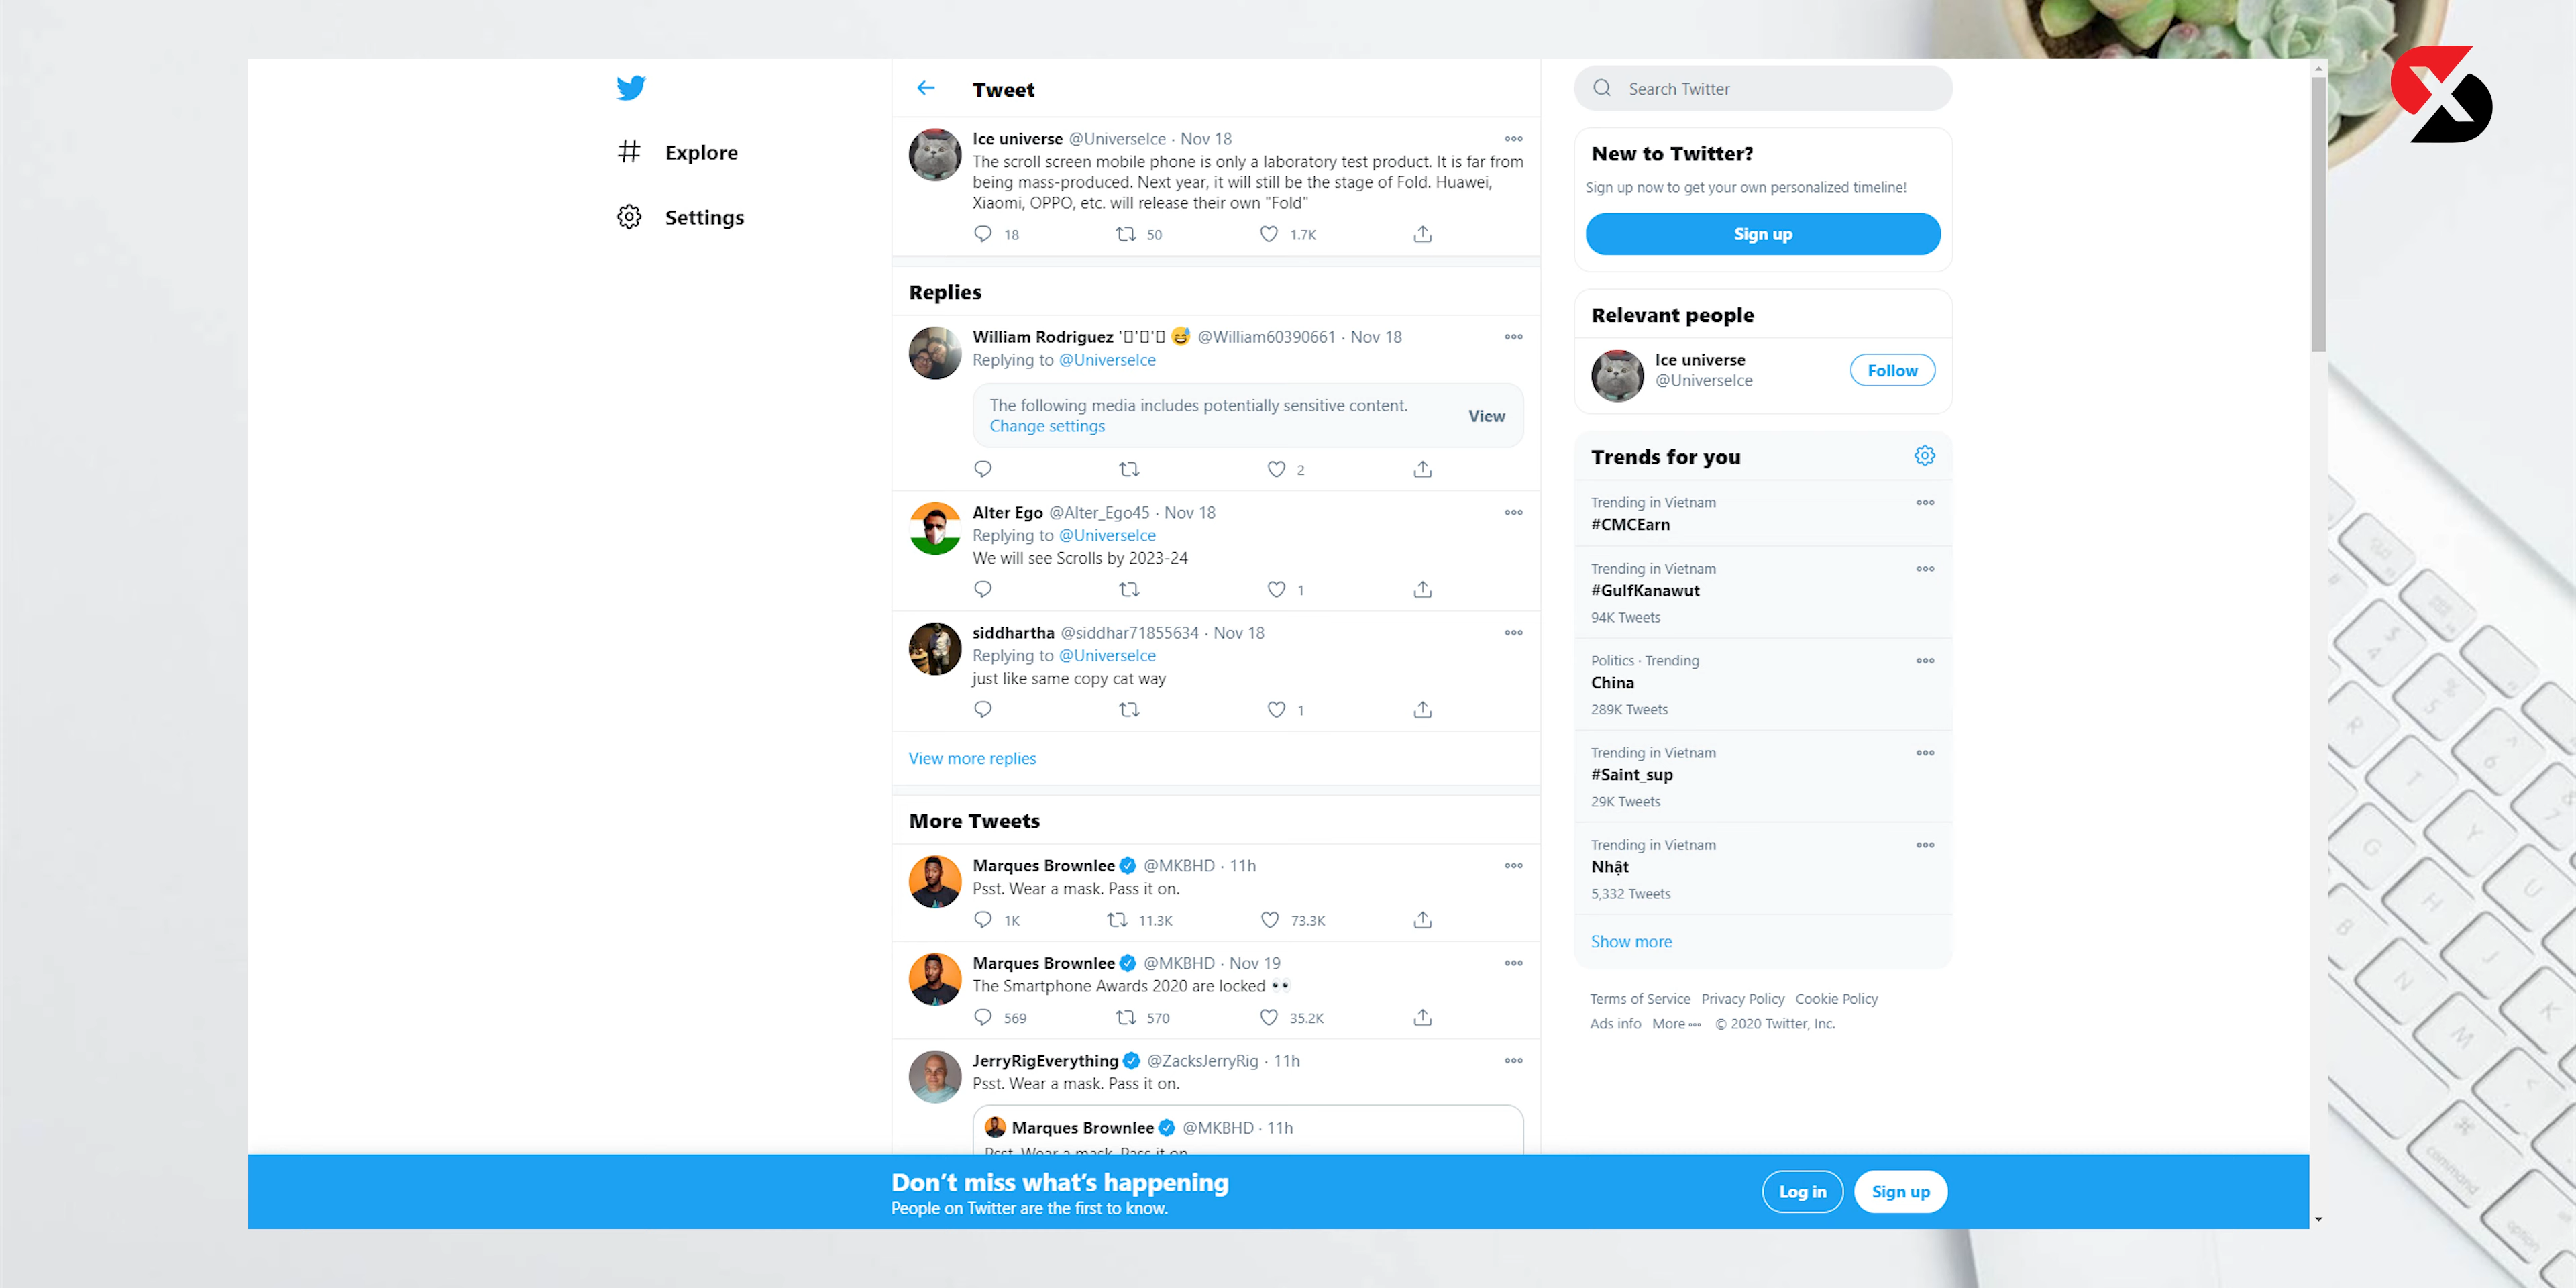 Explore
Settings
Tweet
Ice universe @UniverseIce · Nov 18
The scroll screen mobile phone is only a laboratory test product. It is far from
being mass-produced. Next year, it will still be the stage of Fold. Huawei,
Xiaomi, OPPO, etc. will release their own "Fold"
18 50 1.7K
Replies
William Rodriguez 😅 @William60390661 · Nov 18
Replying to @UniverseIce
The following media includes potentially sensitive content.
Change settings
View
2
Alter Ego @Alter_Ego45 · Nov 18
Replying to @UniverseIce
We will see Scrolls by 2023-24
1
siddhartha @siddhar71855634 · Nov 18
Replying to @UniverseIce
just like same copy cat way
1
View more replies
More Tweets
Marques Brownlee @MKBHD · 11h
Psst. Wear a mask. Pass it on.
1K 11.3K 73.3K
Marques Brownlee @MKBHD · Nov 19
The Smartphone Awards 2020 are locked 👀
569 570 35.2K
JerryRigEverything @ZacksJerryRig · 11h
Psst. Wear a mask. Pass it on.
Marques Brownlee @MKBHD · 11h
Psst. Wear a mask. Pass it on.
Search Twitter
New to Twitter?
Sign up now to get your own personalized timeline!
Sign up
Relevant people
Ice universe
@UniverseIce
Follow
Trends for you
Trending in Vietnam
#CMCEarn
Trending in Vietnam
#GulfKanawut
94K Tweets
Politics · Trending
China
289K Tweets
Trending in Vietnam
#Saint_sup
29K Tweets
Trending in Vietnam
Nhật
5,332 Tweets
Show more
Terms of Service Privacy Policy Cookie Policy
Ads info More © 2020 Twitter, Inc.
Don't miss what's happening
People on Twitter are the first to know.
Log in
Sign up
X
command
option